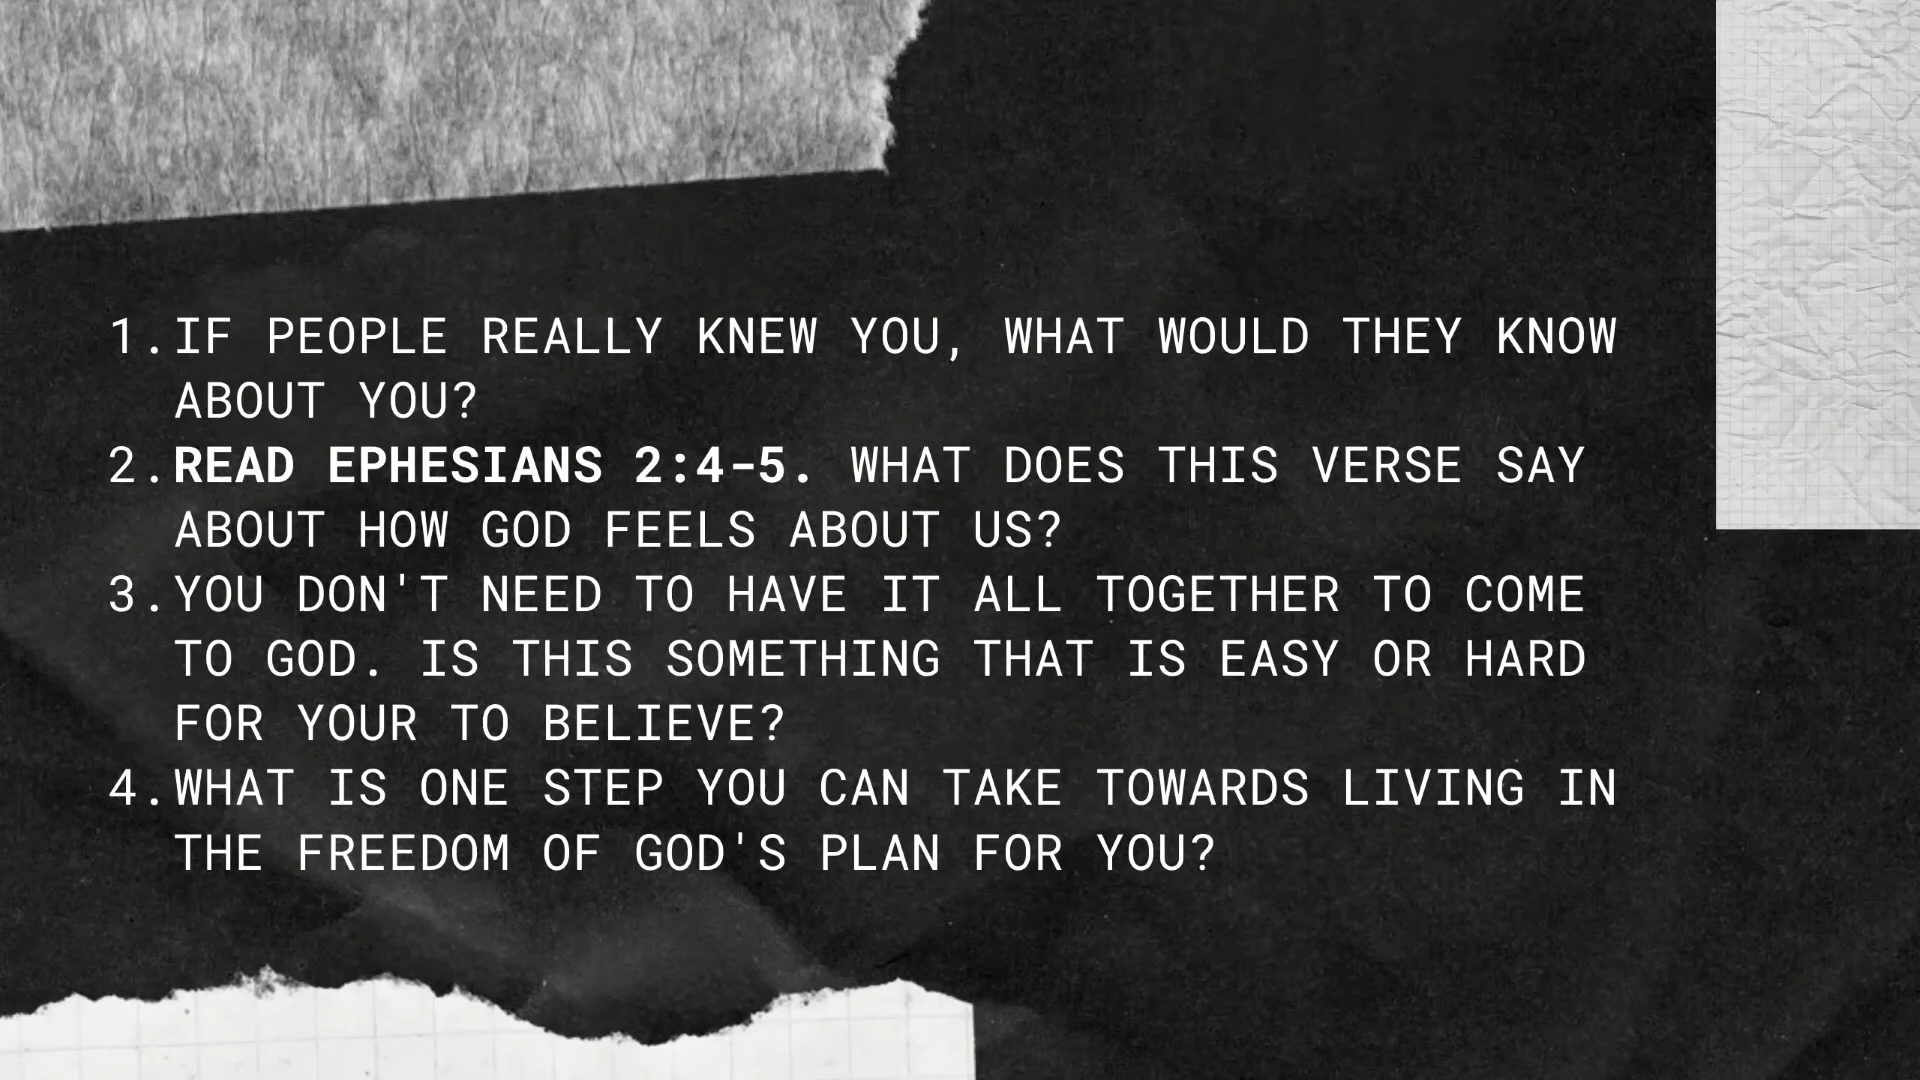 1. IF PEOPLE REALLY KNEW YOU, WHAT WOULD THEY KNOW
ABOUT YOU?
2. READ EPHESIANS 2:4-5. WHAT DOES THIS VERSE SAY
ABOUT HOW GOD FEELS ABOUT US?
3. YOU DON'T NEED TO HAVE IT ALL TOGETHER TO COME
TO GOD. IS THIS SOMETHING THAT IS EASY OR HARD
FOR YOUR TO BELIEVE?
4. WHAT IS ONE STEP YOU CAN TAKE TOWARDS LIVING IN
THE FREEDOM OF GOD'S PLAN FOR YOU?